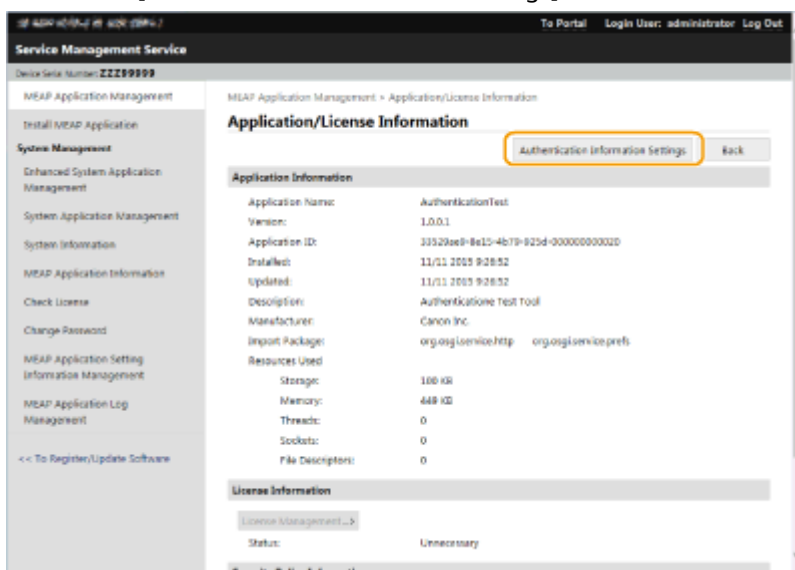 To Portal Login User: administrator Log Out
Service Management Service
Device Serial Number: ZZZ99999
MEAP Application Management
Install MEAP Application
System Management
Enhanced System Application
Management
System Application Management
System Information
MEAP Application Information
Check License
Change Password
MEAP Application Setting
Information Management
MEAP Application Log
Management
<< To Register/Update Software
MEAP Application Management > Application/License Information
Application/License Information
Authentication Information Settings Back
Application Information
Application Name: AuthenticationTest
Version: 1.0.0.1
Application ID:
Installed: 11/11 2015 9:28:52
Updated: 11/11 2015 9:28:52
Description: Authenticatione Test Tool
Manufacturer: Canon Inc.
Import Package: org.osgi.service.http org.osgi.service.prefs
Resources Used
Storage: 100 KB
Memory: 449 KB
Threads: 0
Sockets: 0
File Descriptors: 0
License Information
License Management...>
Status: Unnecessary